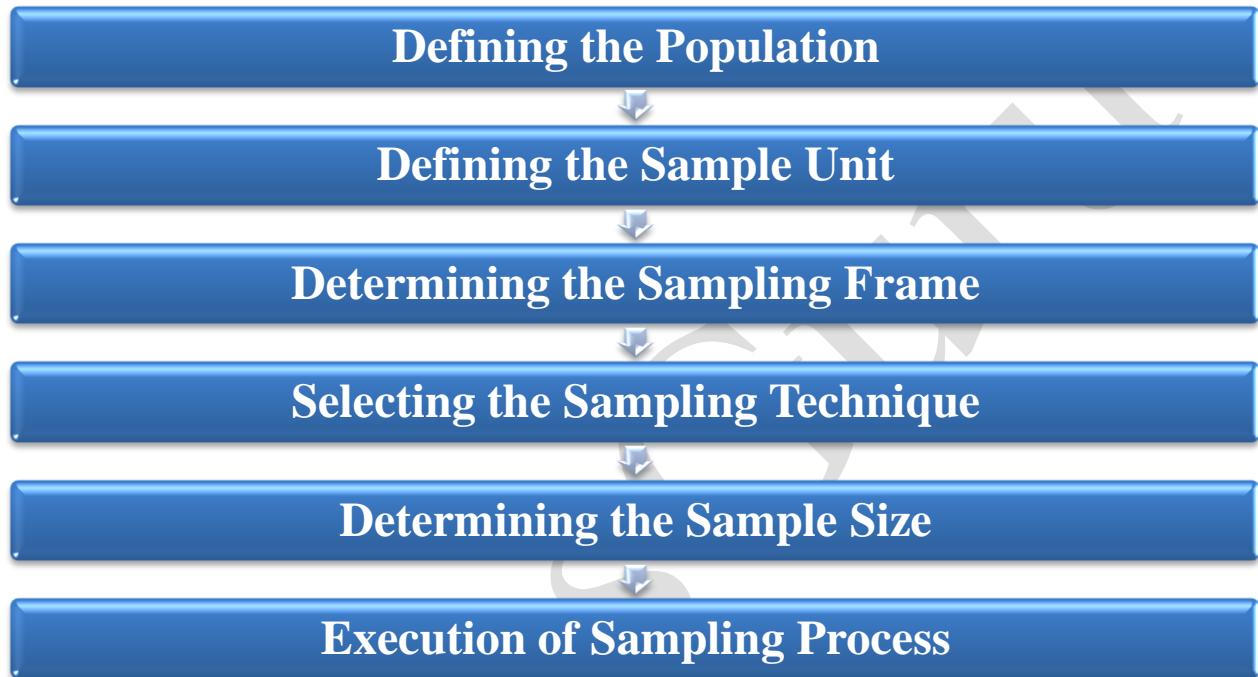 Defining the Population
Defining the Sample Unit
Determining the Sampling Frame
Selecting the Sampling Technique
Determining the Sample Size
Execution of Sampling Process